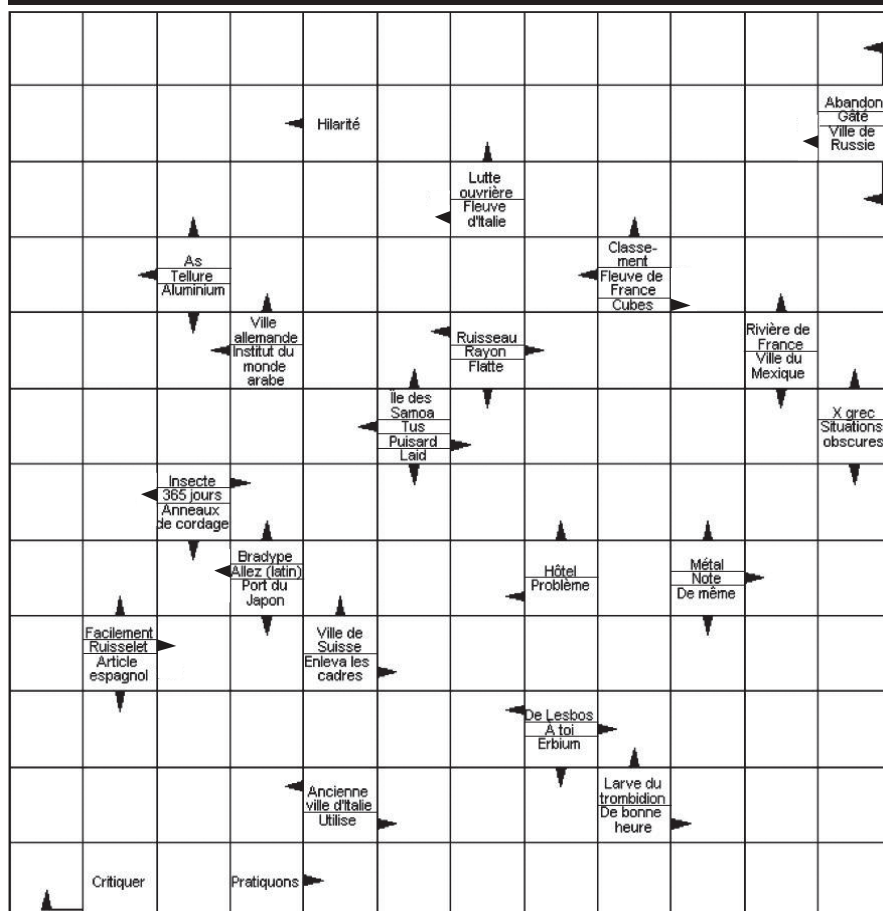 Hilarité
Abandon
Gâté
Ville de
Russie
Lutte
ouvrière
Fleuve
d'Italie
As
Tellure
Aluminium
Classe-
ment
Fleuve de
France
Cubes
Ville
allemande
Institut du
monde
arabe
Ruisseau
Rayon
Flatte
Rivière de
France
Ville du
Mexique
Île des
Samoa
Tus
Puisard
Laid
X grec
Situations
obscures
Insecte
365 jours
Anneaux
de cordage
Bradype
Allez (latin)
Port du
Japon
Hôtel
Problème
Métal
Note
De même
Facilement
Ruisselet
Article
espagnol
Ville de
Suisse
Enleva les
cadres
De Lesbos
À toi
Erbium
Ancienne
ville d'Italie
Utilise
Larve du
trombidion
De bonne
heure
Critiquer
Pratiquons